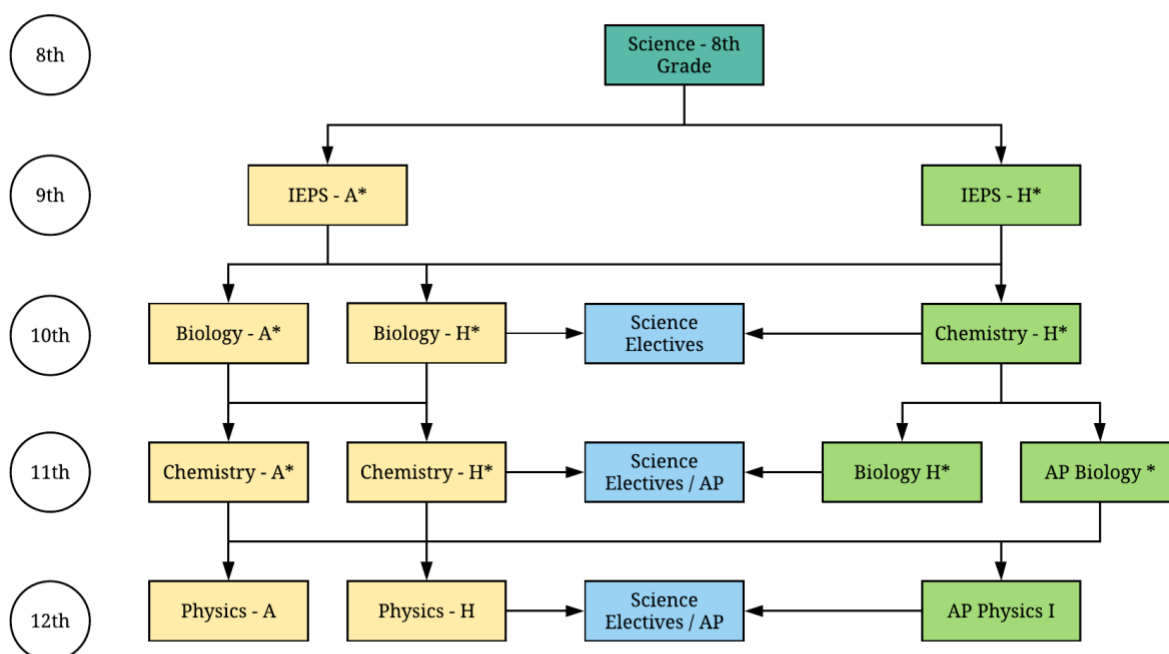 8th
Science - 8th
Grade
9th
IEPS - A*
IEPS - H*
10th
Biology - A*
Biology - H*
Science
Electives
Chemistry - H*
11th
Chemistry - A*
Chemistry - H*
Science
Electives / AP
Biology H*
AP Biology *
12th
Physics - A
Physics - H
Science
Electives / AP
AP Physics I